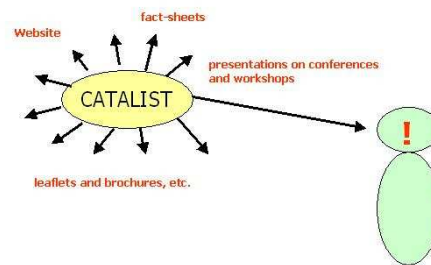 fact-sheets
Website
presentations on conferences
and workshops
CATALIST
!
leaflets and brochures, etc.